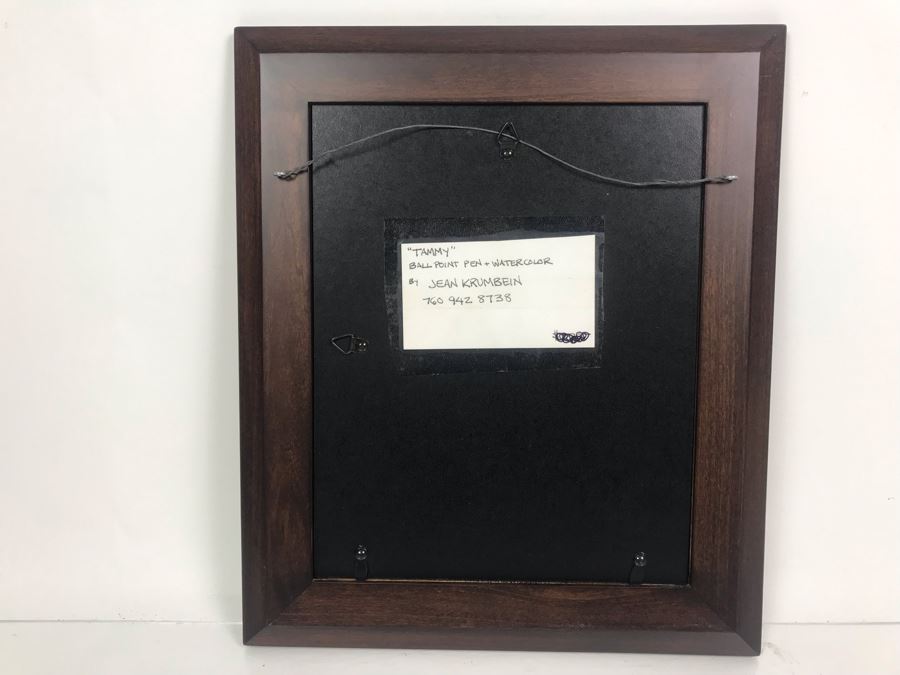 "TAMMY"
BALL POINT PEN + WATERCOLOR
BY JEAN KRUMBEIN
760 942 8738